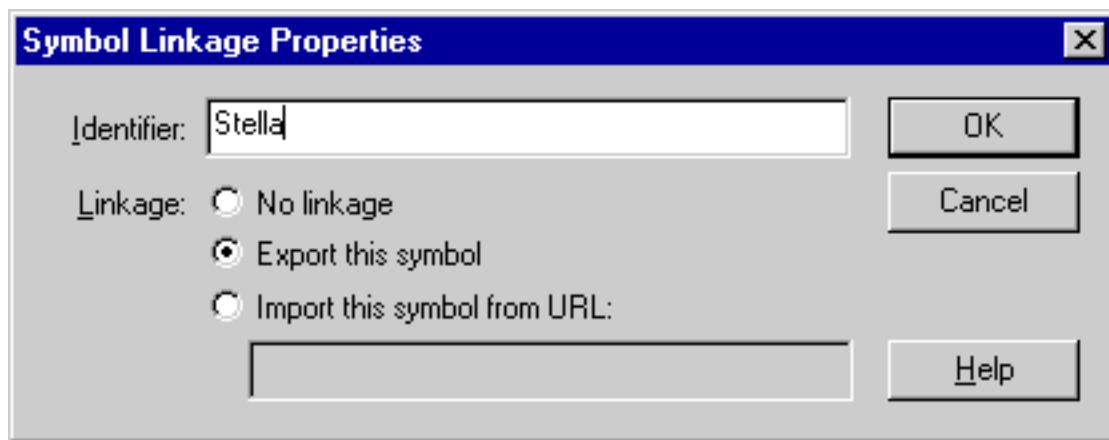 Symbol Linkage Properties
Identifier: Stella OK
Linkage: No linkage Cancel
Export this symbol
Import this symbol from URL:
Help